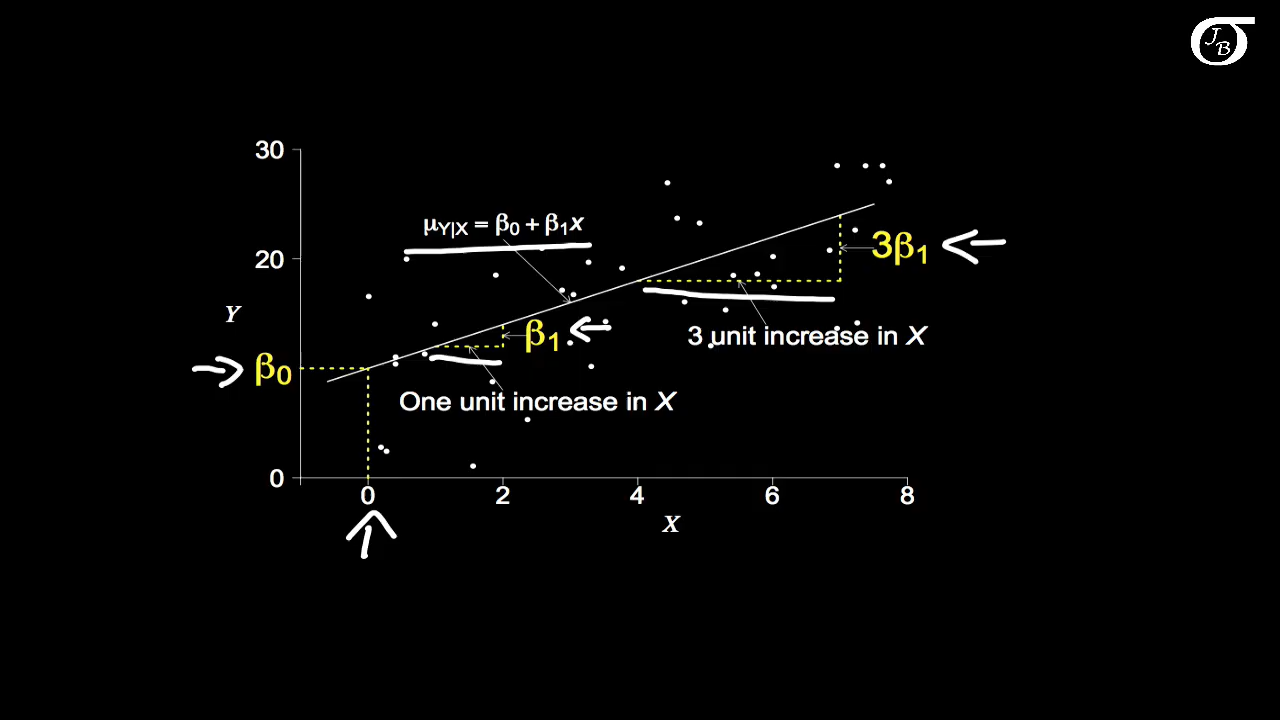 J
B
30
μY|X = β0 + β1x
20
3β1
Y
β1
3 unit increase in X
β0
One unit increase in X
0
0 2 4 6 8
X